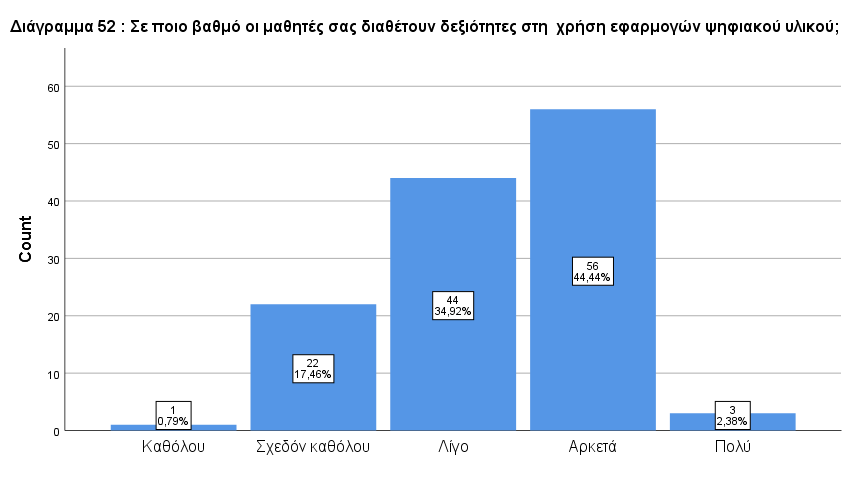 Διάγραμμα 52 : Σε ποιο βαθμό οι μαθητές σας διαθέτουν δεξιότητες στη χρήση εφαρμογών ψηφιακού υλικού;
60
50
40
30
20
10
0
Count
1
0,79%
22
17,46%
44
34,92%
56
44,44%
3
2,38%
Καθόλου
Σχεδόν καθόλου
Λίγο
Αρκετά
Πολύ